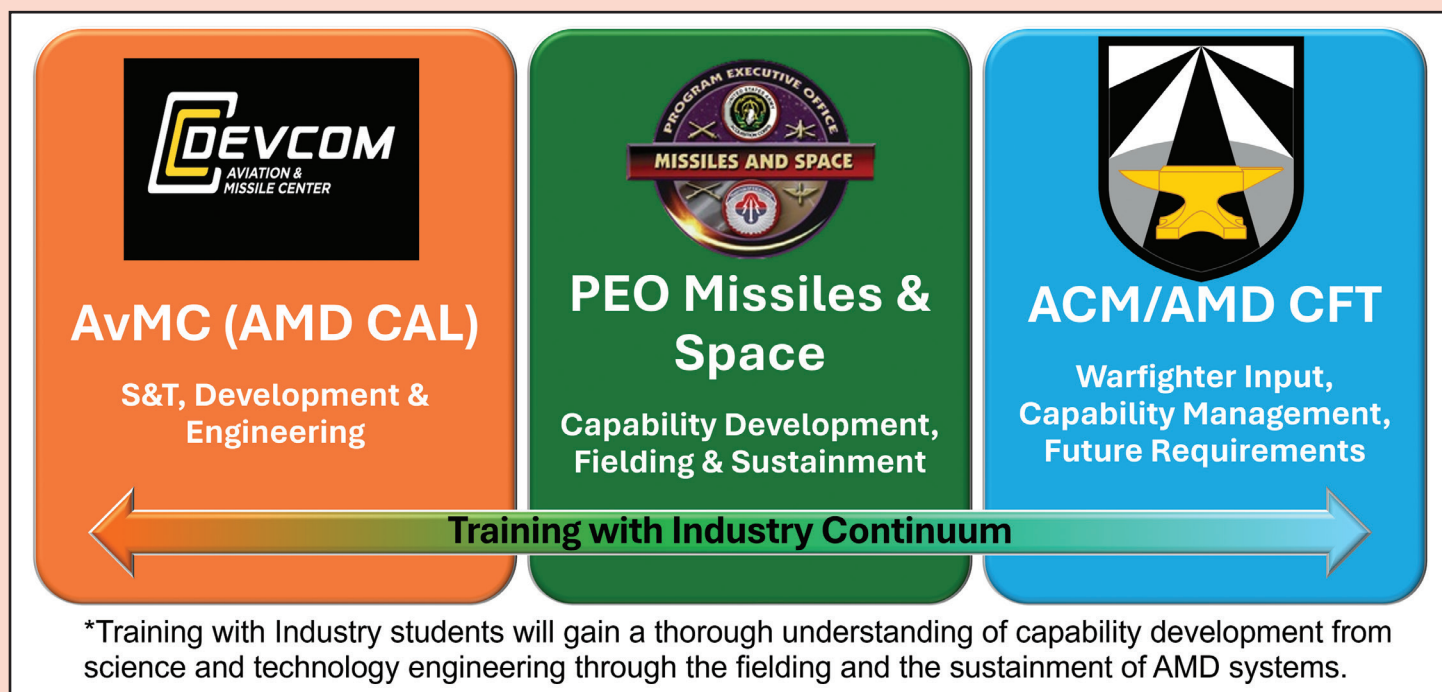 DEVCOM
AVIATION &
MISSILE CENTER
AvMC (AMD CAL)
S&T, Development &
Engineering
PROGRAM EXECUTIVE OFFICE
MISSILES AND SPACE
PEO Missiles &
Space
Capability Development,
Fielding & Sustainment
ACM/AMD CFT
Warfighter Input,
Capability Management,
Future Requirements
Training with Industry Continuum
*Training with Industry students will gain a thorough understanding of capability development from
science and technology engineering through the fielding and the sustainment of AMD systems.